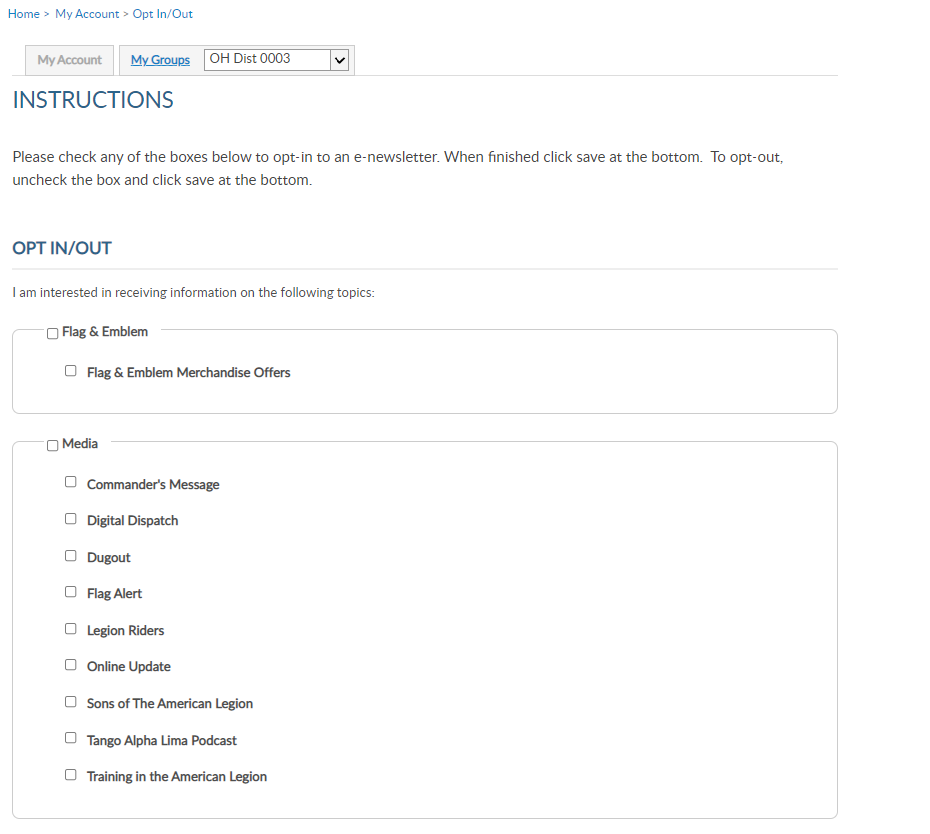 Home > My Account > Opt In/Out
My Account My Groups OH Dist 0003
INSTRUCTIONS
Please check any of the boxes below to opt-in to an e-newsletter. When finished click save at the bottom.  To opt-out,
uncheck the box and click save at the bottom.
OPT IN/OUT
I am interested in receiving information on the following topics:
Flag & Emblem
Flag & Emblem Merchandise Offers
Media
Commander's Message
Digital Dispatch
Dugout
Flag Alert
Legion Riders
Online Update
Sons of The American Legion
Tango Alpha Lima Podcast
Training in the American Legion